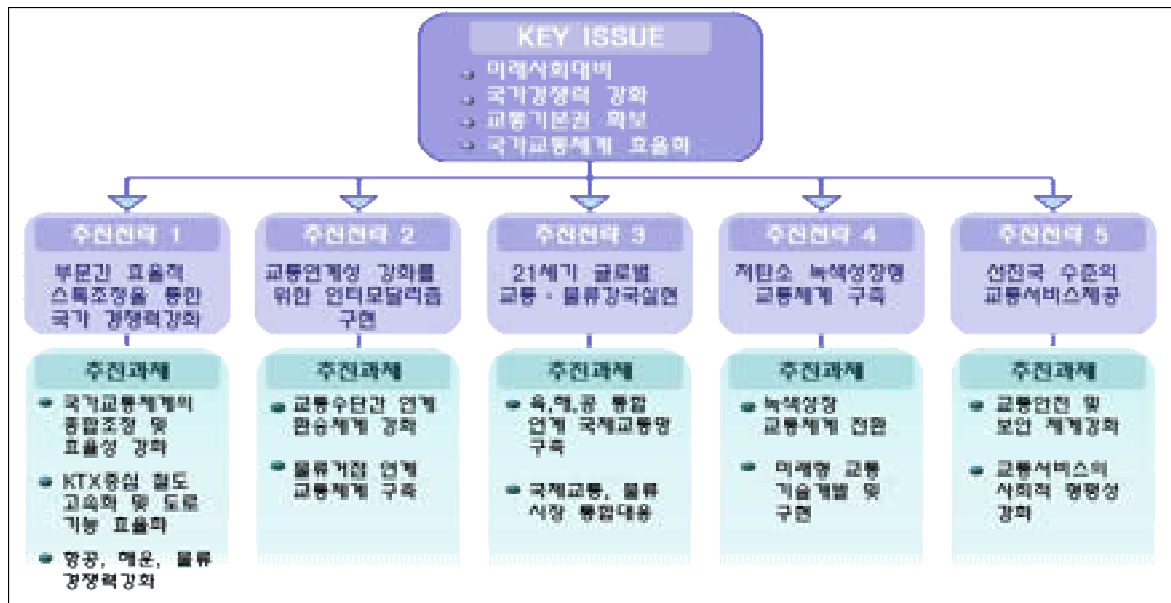 KEY ISSUE
미래사회대비
국가경쟁력 강화
교통기본권 확보
국가교통체계 효율화
추진전략 1
부문간 효율적
스톡조정을 통한
국가 경쟁력강화
추진과제
국가교통체계의
종합조정 및
효율성 강화
KTX중심 철도
고속화 및 도로
기능 효율화
항공, 해운, 물류
경쟁력강화
추진전략 2
교통연계성 강화를
위한 인터모달리즘
구현
추진과제
교통수단간 연계
환승체계 강화
물류거점 연계
교통체계 구축
추진전략 3
21세기 글로벌
교통·물류강국실현
추진과제
육,해,공 통합
연계 국제교통망
구축
국제교통, 물류
시장 통합대응
추진전략 4
저탄소 녹색성장형
교통체계 구축
추진과제
녹색성장
교통체계 전환
미래형 교통
기술개발 및
구현
추진전략 5
선진국 수준의
교통서비스제공
추진과제
교통안전 및
보안 체계강화
교통서비스의
사회적 형평성
강화